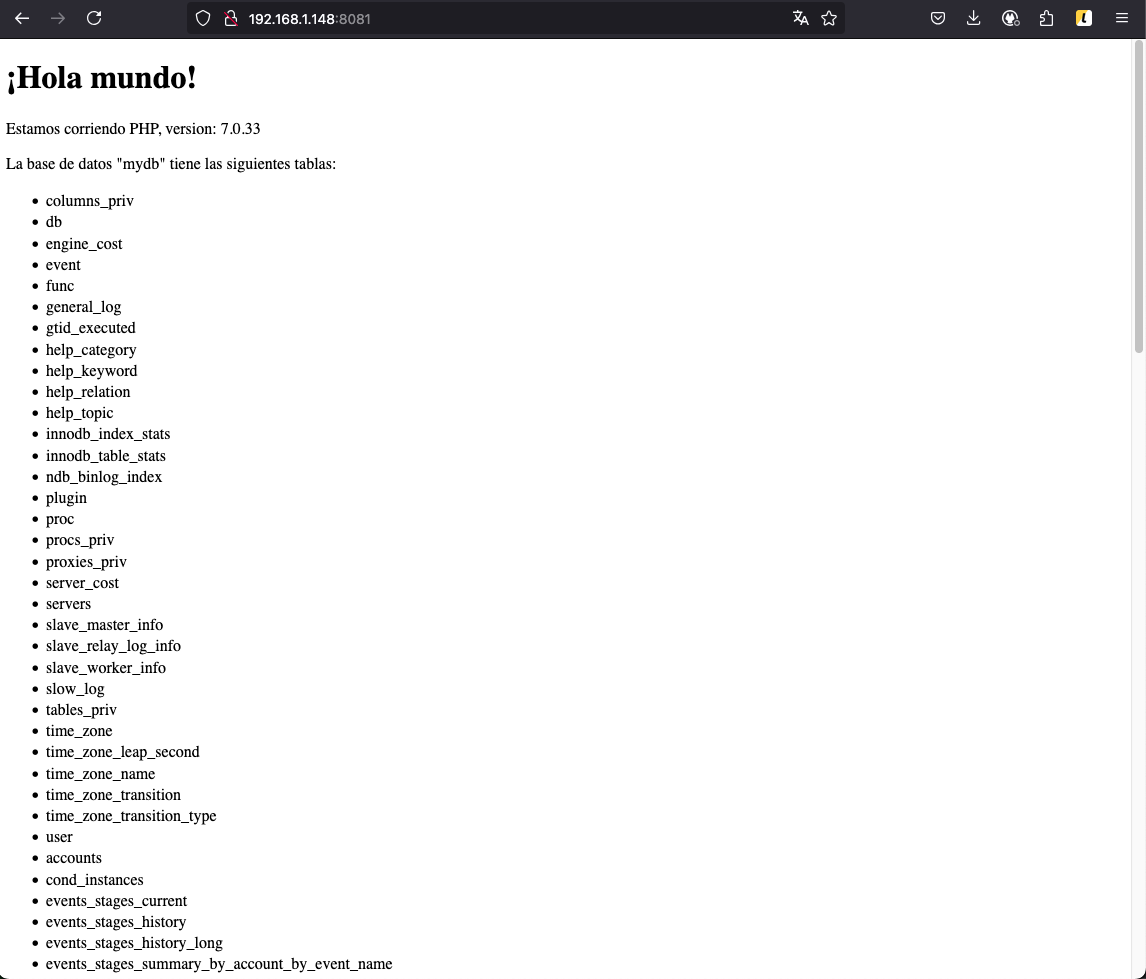 192.168.1.148:8081
¡Hola mundo!
Estamos corriendo PHP, version: 7.0.33
La base de datos "mydb" tiene las siguientes tablas:
columns_priv
db
engine_cost
event
func
general_log
gtid_executed
help_category
help_keyword
help_relation
help_topic
innodb_index_stats
innodb_table_stats
ndb_binlog_index
plugin
proc
procs_priv
proxies_priv
server_cost
servers
slave_master_info
slave_relay_log_info
slave_worker_info
slow_log
tables_priv
time_zone
time_zone_leap_second
time_zone_name
time_zone_transition
time_zone_transition_type
user
accounts
cond_instances
events_stages_current
events_stages_history
events_stages_history_long
events_stages_summary_by_account_by_event_name